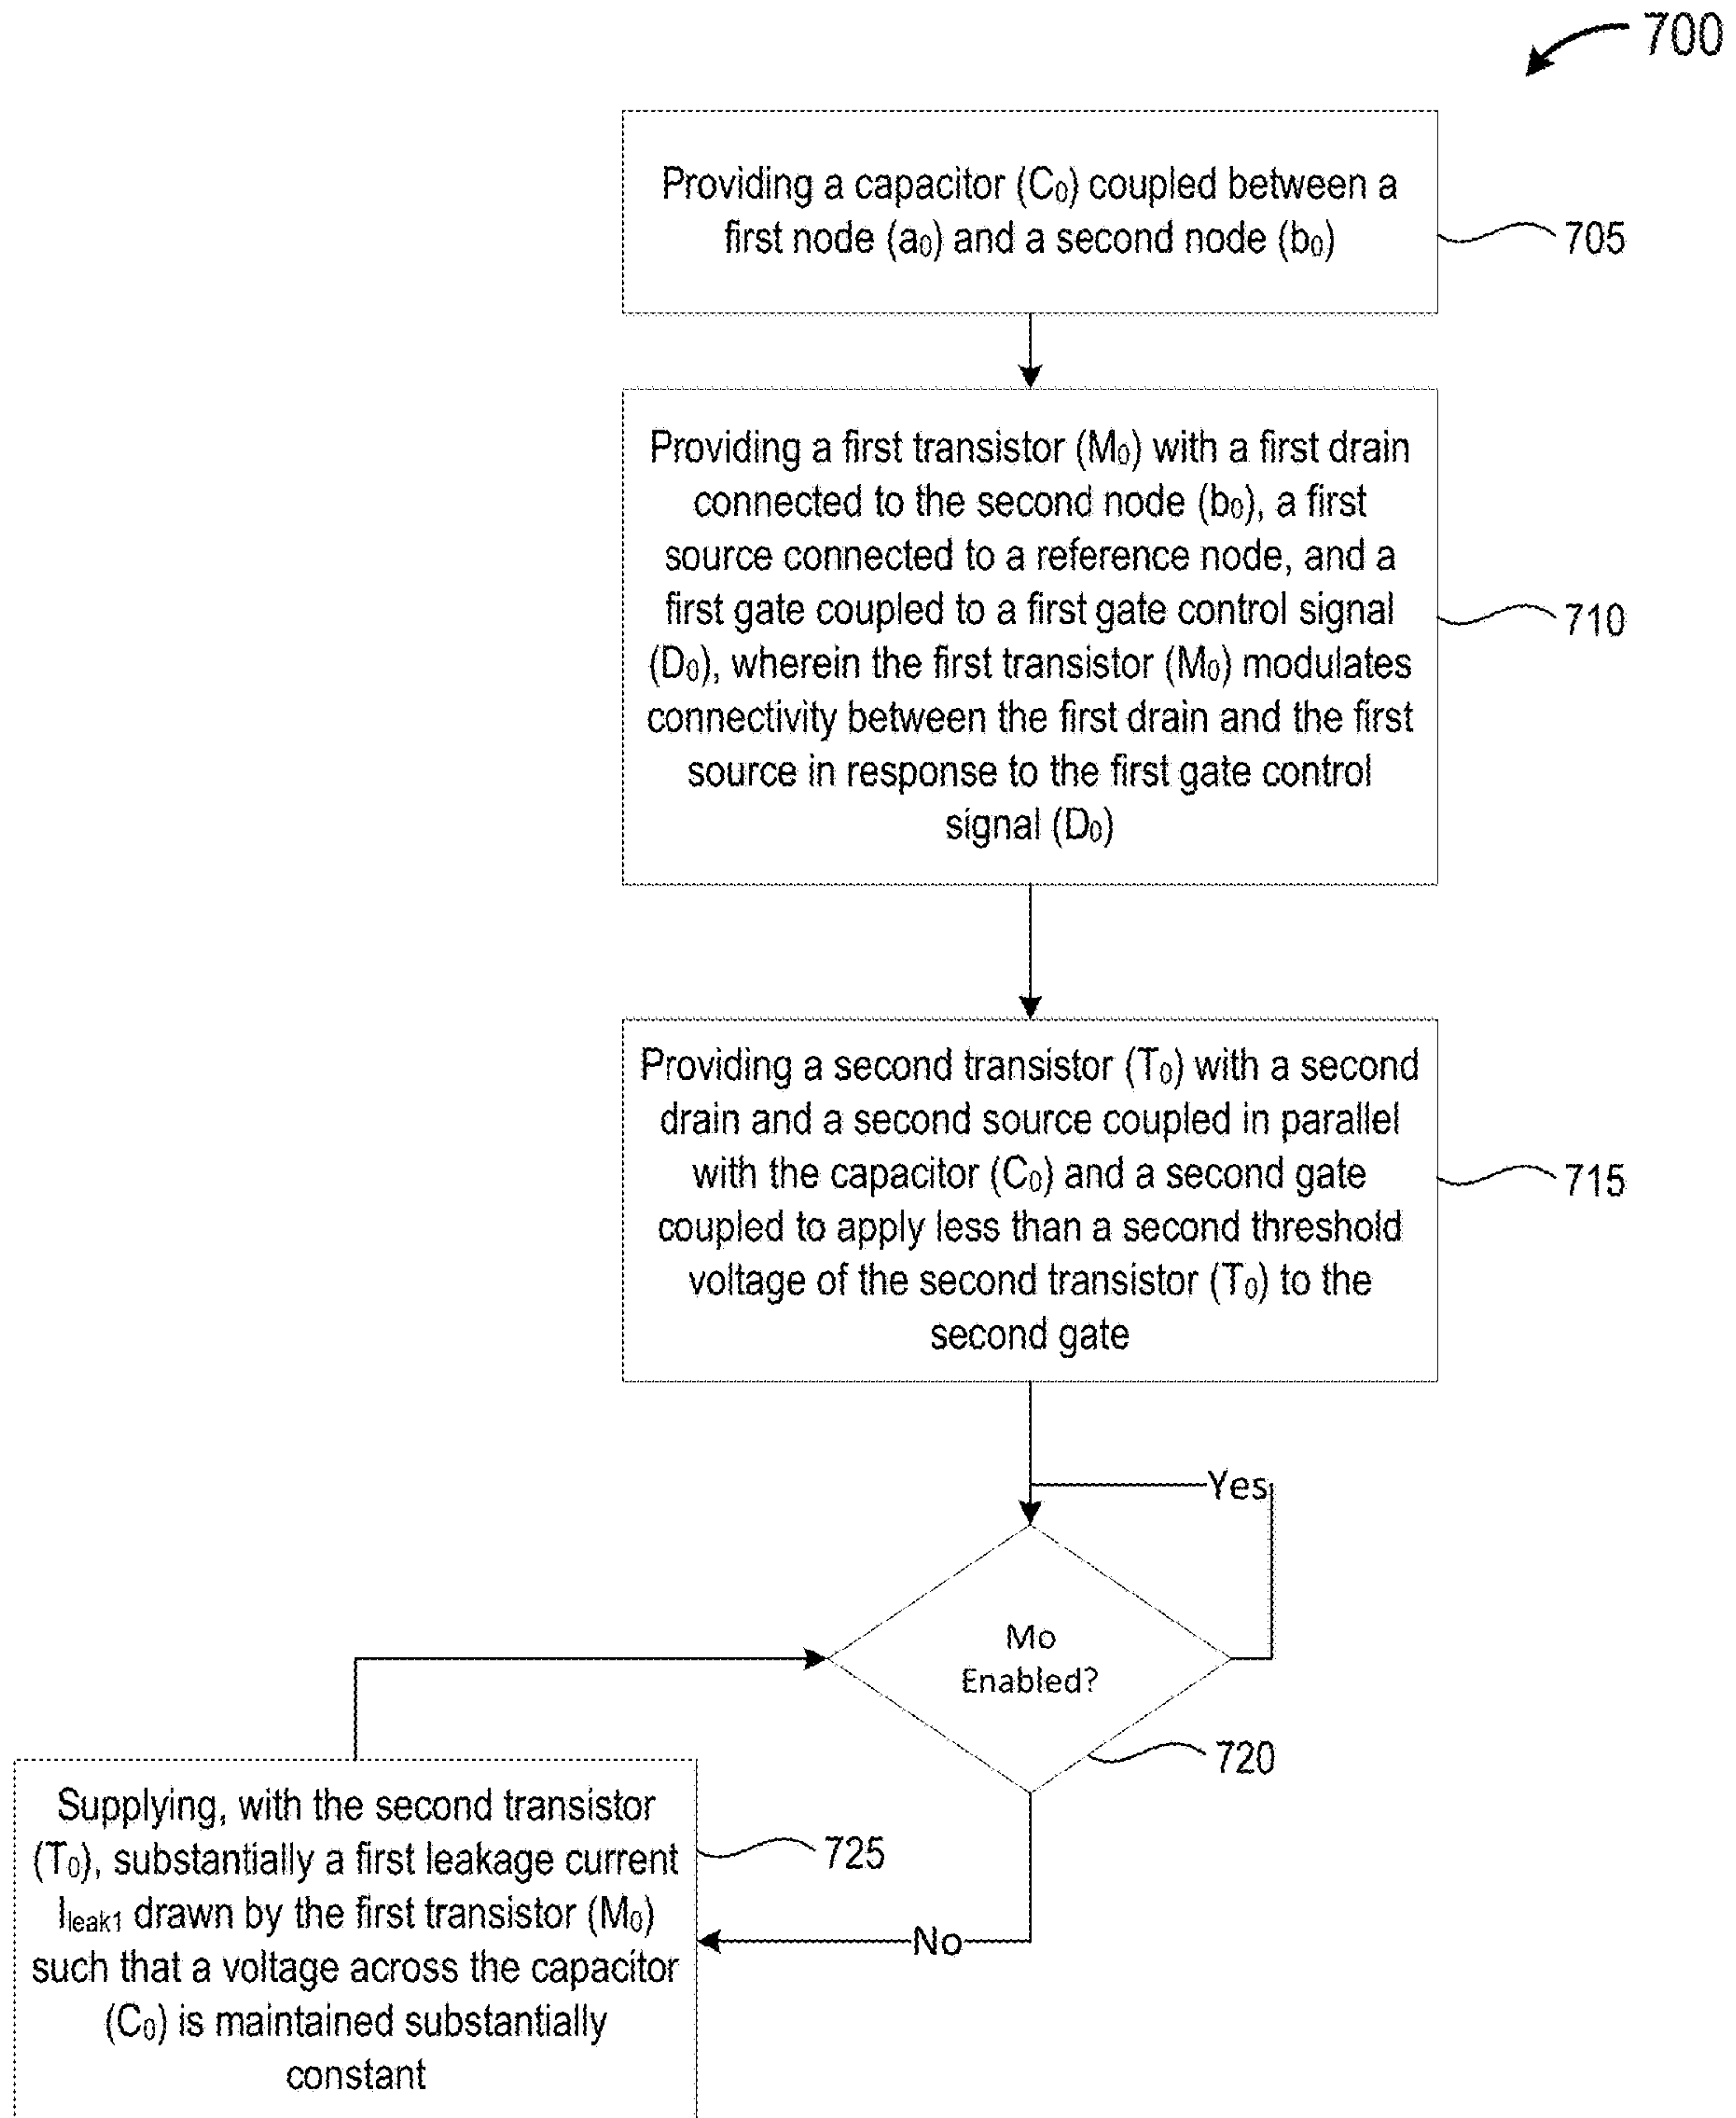 700
Providing a capacitor (C₀) coupled between a
first node (a₀) and a second node (b₀)
705
Providing a first transistor (M₀) with a first drain
connected to the second node (b₀), a first
source connected to a reference node, and a
first gate coupled to a first gate control signal
(D₀), wherein the first transistor (M₀) modulates
connectivity between the first drain and the first
source in response to the first gate control
signal (D₀)
710
Providing a second transistor (T₀) with a second
drain and a second source coupled in parallel
with the capacitor (C₀) and a second gate
coupled to apply less than a second threshold
voltage of the second transistor (T₀) to the
second gate
715
Yes
Mo
Enabled?
720
Supplying, with the second transistor
(T₀), substantially a first leakage current
Ileak1 drawn by the first transistor (M₀)
such that a voltage across the capacitor
(C₀) is maintained substantially
constant
725
No